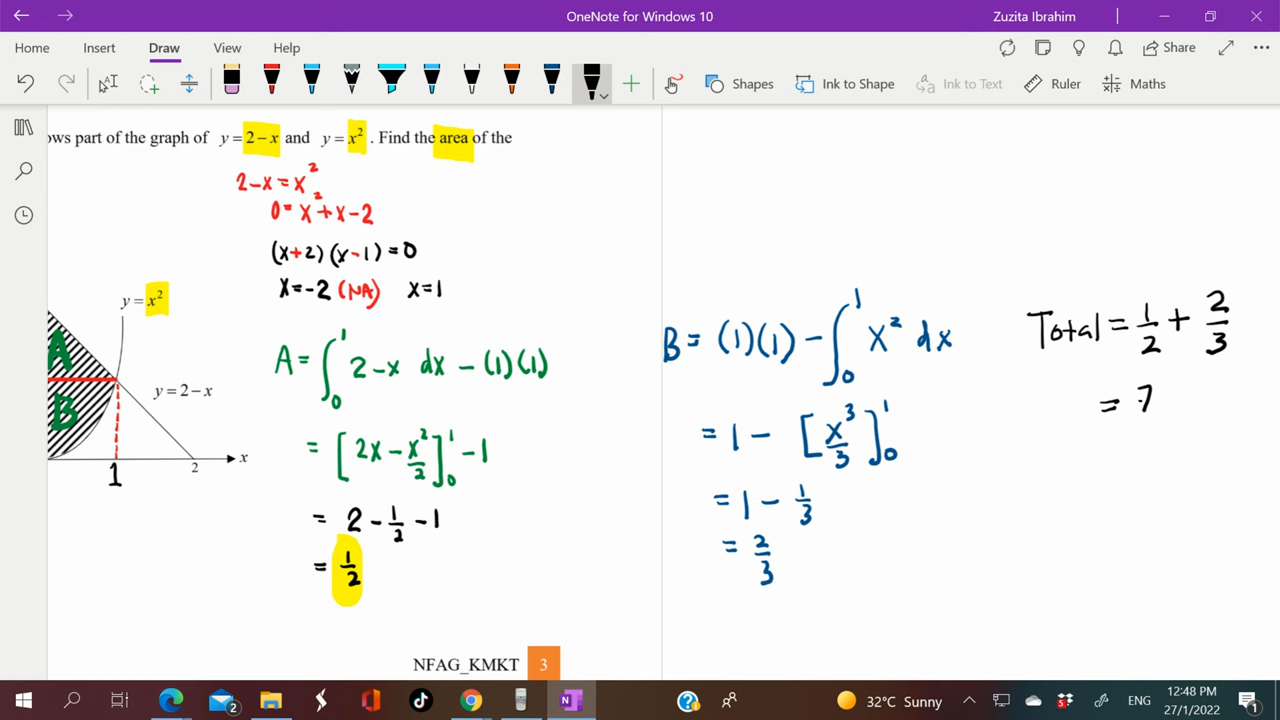 OneNote for Windows 10
Zuzita Ibrahim
Home Insert Draw View Help
Share
Shapes Ink to Shape Ink to Text Ruler Maths
ows part of the graph of y = 2 − x and y = x². Find the area of the
2−x = x²
0 = x² + x − 2
(x+2)(x−1) = 0
x = −2 (NA) x = 1
y = x²
A
B
y = 2 − x
x
1
2
A = ∫₀¹ 2−x dx − (1)(1)
= [2x − x²/2]₀¹ − 1
= 2 − 1/2 − 1
= 1/2
B = (1)(1) − ∫₀¹ x² dx
= 1 − [x³/3]₀¹
= 1 − 1/3
= 2/3
Total = 1/2 + 2/3
= 7
NFAG_KMKT 3
2
5
32°C Sunny
ENG
12:48 PM
27/1/2022
1